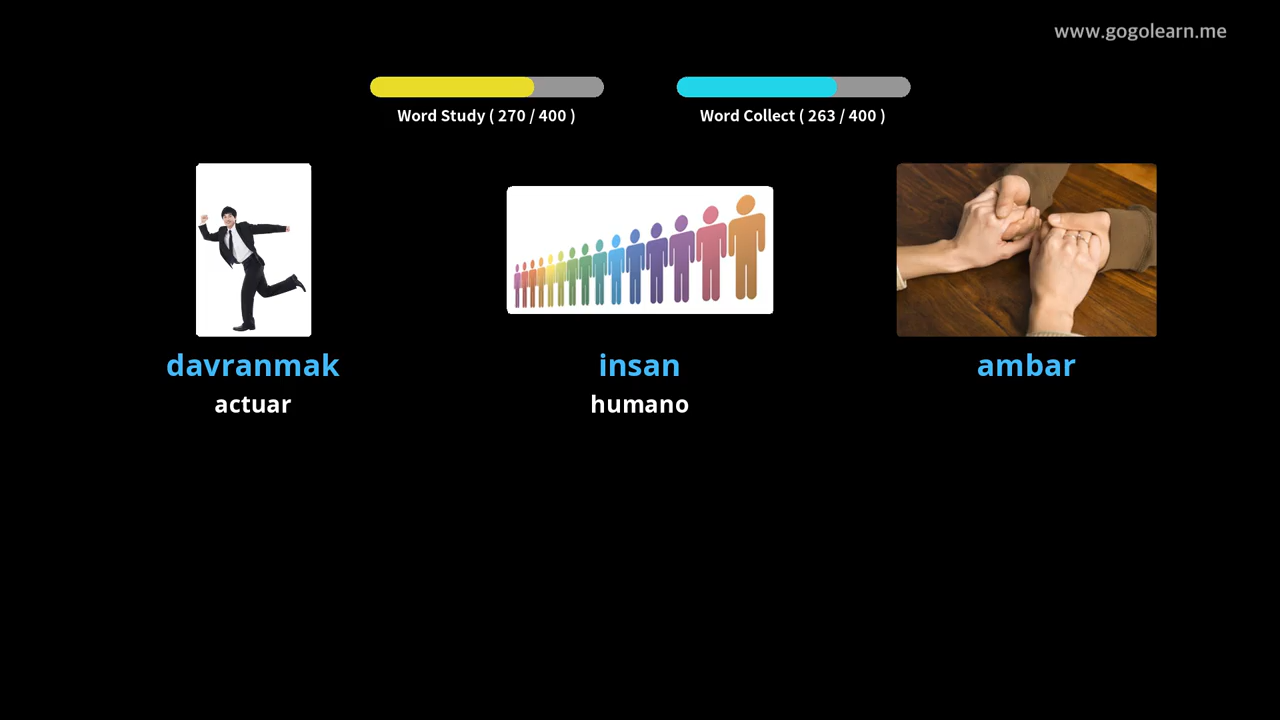 www.gogolearn.me
Word Study ( 270 / 400 )
Word Collect ( 263 / 400 )
davranmak
insan
ambar
actuar
humano